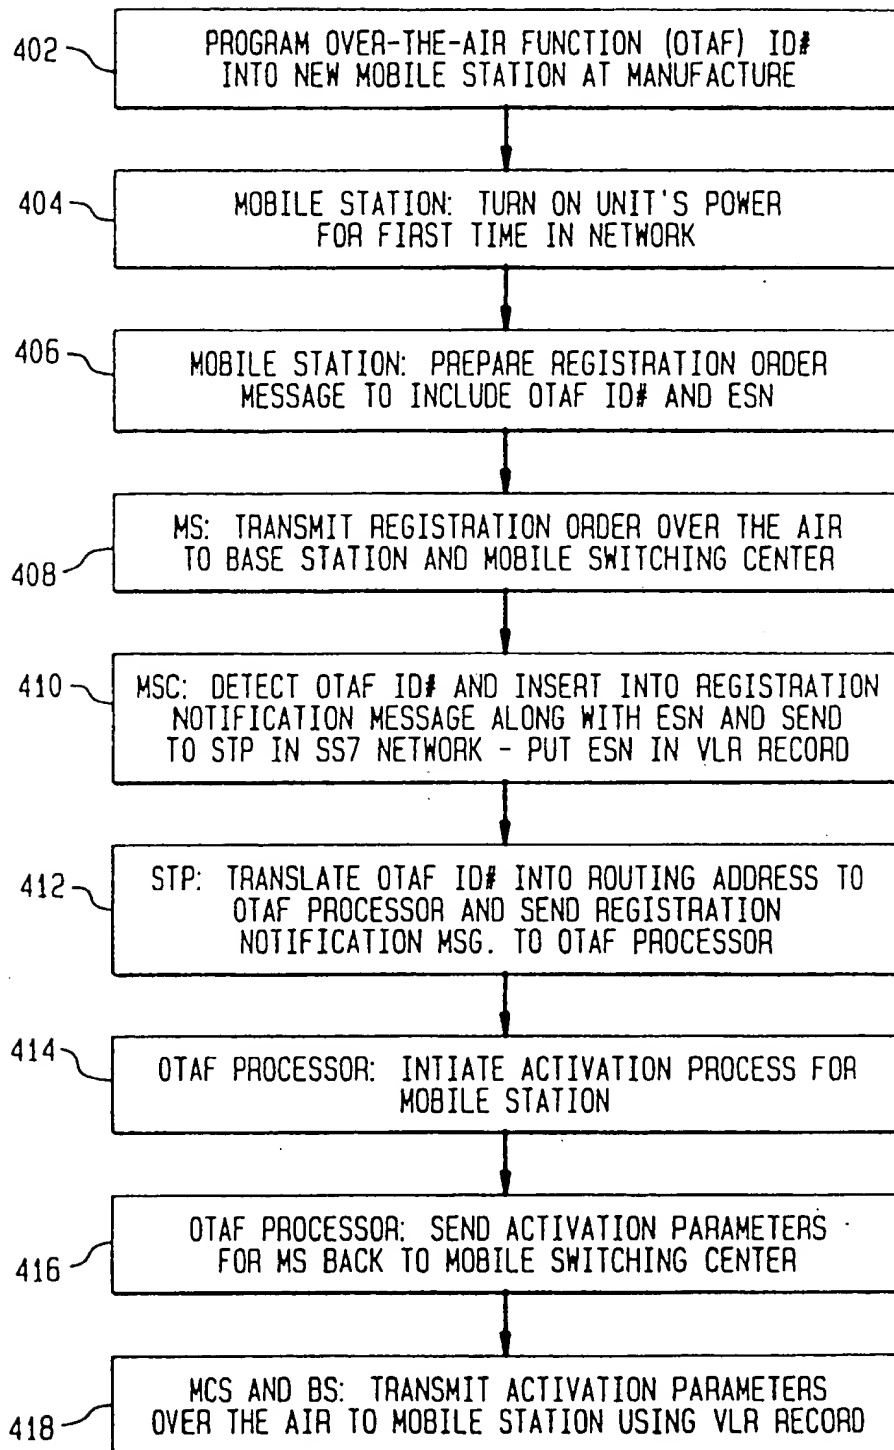 402
PROGRAM OVER-THE-AIR FUNCTION (OTAF) ID#
INTO NEW MOBILE STATION AT MANUFACTURE
404
MOBILE STATION: TURN ON UNIT'S POWER
FOR FIRST TIME IN NETWORK
406
MOBILE STATION: PREPARE REGISTRATION ORDER
MESSAGE TO INCLUDE OTAF ID# AND ESN
408
MS: TRANSMIT REGISTRATION ORDER OVER THE AIR
TO BASE STATION AND MOBILE SWITCHING CENTER
410
MSC: DETECT OTAF ID# AND INSERT INTO REGISTRATION
NOTIFICATION MESSAGE ALONG WITH ESN AND SEND
TO STP IN SS7 NETWORK - PUT ESN IN VLR RECORD
412
STP: TRANSLATE OTAF ID# INTO ROUTING ADDRESS TO
OTAF PROCESSOR AND SEND REGISTRATION
NOTIFICATION MSG. TO OTAF PROCESSOR
414
OTAF PROCESSOR: INTIATE ACTIVATION PROCESS FOR
MOBILE STATION
416
OTAF PROCESSOR: SEND ACTIVATION PARAMETERS
FOR MS BACK TO MOBILE SWITCHING CENTER
418
MCS AND BS: TRANSMIT ACTIVATION PARAMETERS
OVER THE AIR TO MOBILE STATION USING VLR RECORD